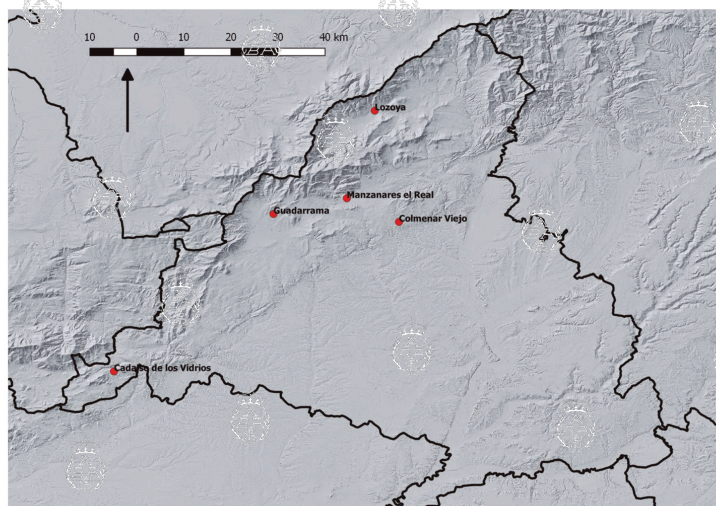 10 0 10 20 30 40 km
Lozoya
Manzanares el Real
Guadarrama
Colmenar Viejo
Cadalso de los Vidrios